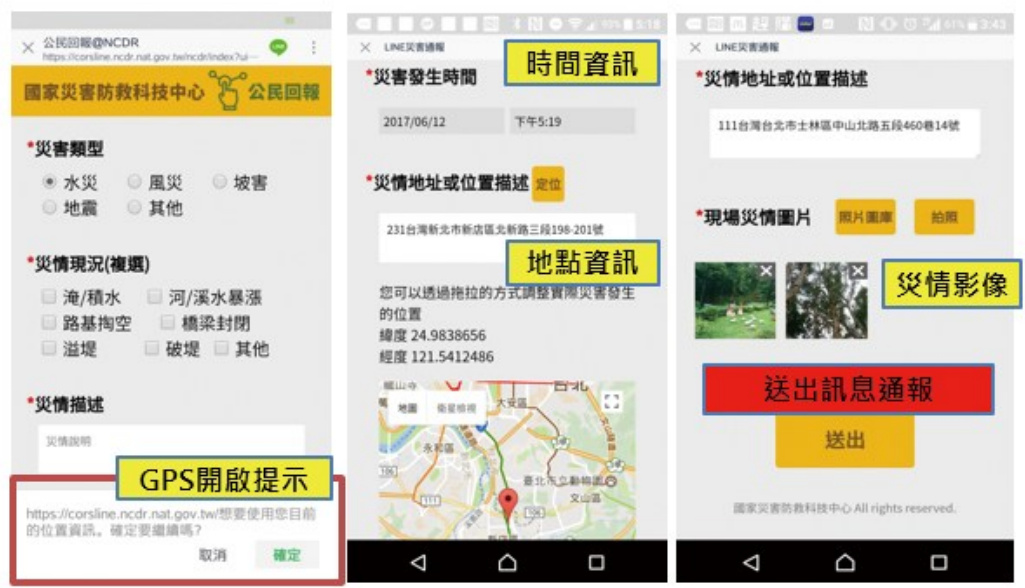 公民回報@NCDR
https://corsline.ncdr.nat.gov.tw/ncdr/index?ui…
國家災害防救科技中心 公民回報
*災害類型
水災 風災 坡害
地震 其他
*災情現況(複選)
淹/積水 河/溪水暴漲
路基掏空 橋梁封閉
溢堤 破堤 其他
*災情描述
災情說明
GPS開啟提示
https://corsline.ncdr.nat.gov.tw/想要使用您目前
的位置資訊。確定要繼續嗎?
取消 確定
93% 5:18
LINE災害通報
時間資訊
*災害發生時間
2017/06/12 下午5:19
*災情地址或位置描述 定位
231台灣新北市新店區北新路三段198-201號
地點資訊
您可以透過拖拉的方式調整實際災害發生
的位置
緯度 24.9838656
經度 121.5412486
地圖 衛星檢視
大安區
永和區
臺北市立動物園
文山區
61% 3:43
LINE災害通報
*災情地址或位置描述
111台灣台北市士林區中山北路五段460巷14號
*現場災情圖片 照片圖庫 拍照
災情影像
送出訊息通報
送出
國家災害防救科技中心 All rights reserved.